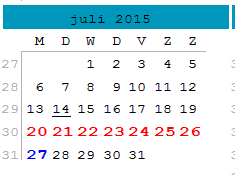 juli 2015
M D W D V Z Z
27 1 2 3 4 5
28 6 7 8 9 10 11 12
29 13 14 15 16 17 18 19
30 20 21 22 23 24 25 26
31 27 28 29 30 31